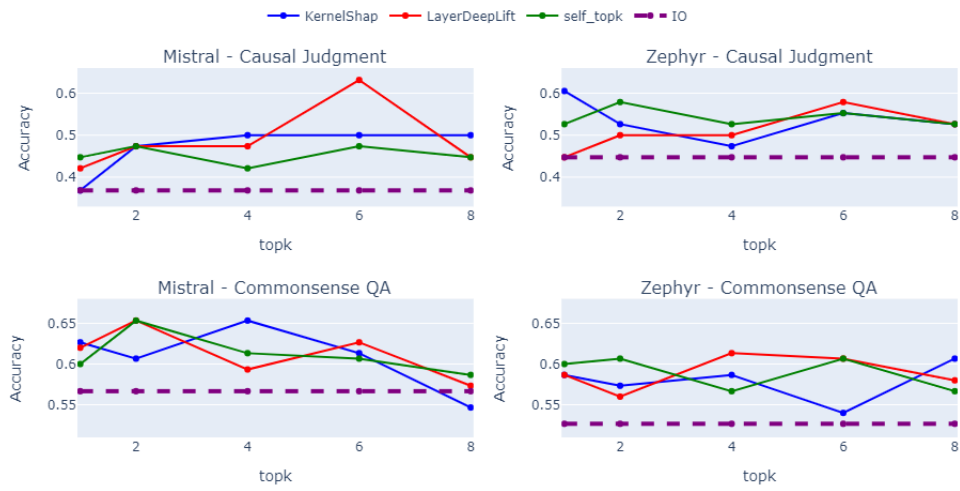 KernelShap LayerDeepLift self_topk IO
Mistral - Causal Judgment
Accuracy
0.6
0.5
0.4
2 4 6 8
topk
Zephyr - Causal Judgment
Accuracy
0.6
0.5
0.4
2 4 6 8
topk
Mistral - Commonsense QA
Accuracy
0.65
0.6
0.55
2 4 6 8
topk
Zephyr - Commonsense QA
Accuracy
0.65
0.6
0.55
2 4 6 8
topk